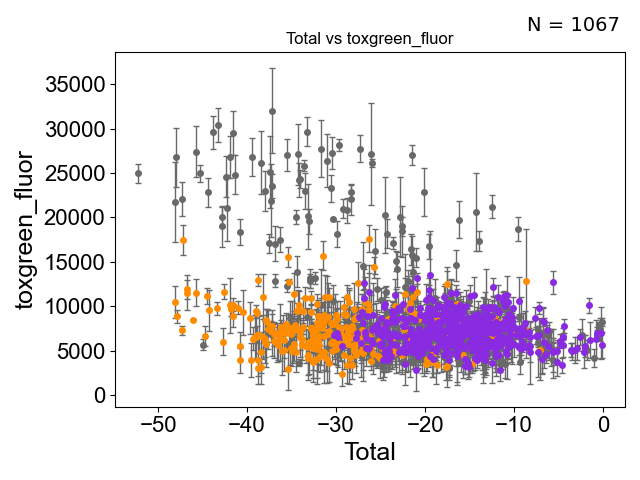 N = 1067
Total vs toxgreen_fluor
toxgreen_fluor
35000
30000
25000
20000
15000
10000
5000
0
−50 −40 −30 −20 −10 0
Total